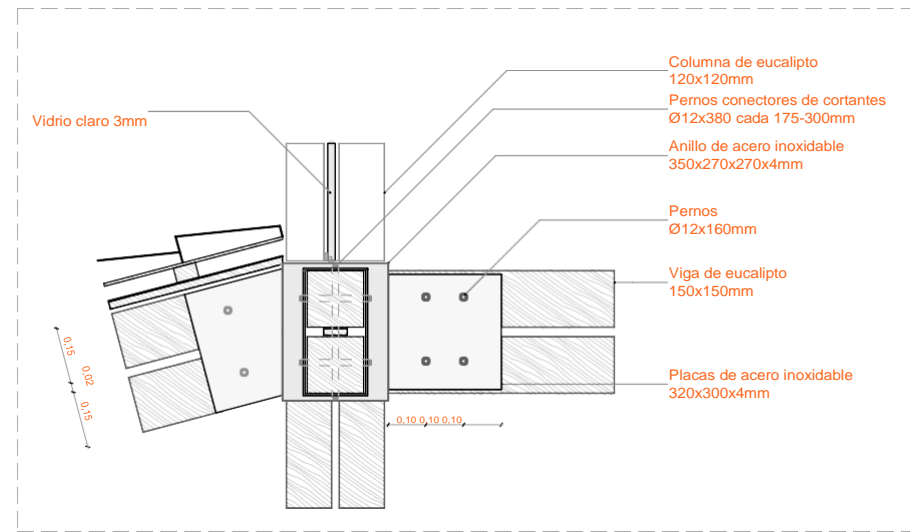 Columna de eucalipto
120x120mm
Pernos conectores de cortantes
Ø12x380 cada 175-300mm
Vidrio claro 3mm
Anillo de acero inoxidable
350x270x270x4mm
Pernos
Ø12x160mm
Viga de eucalipto
150x150mm
0,15
0,02
0,15
Placas de acero inoxidable
320x300x4mm
0,10 0,10 0,10